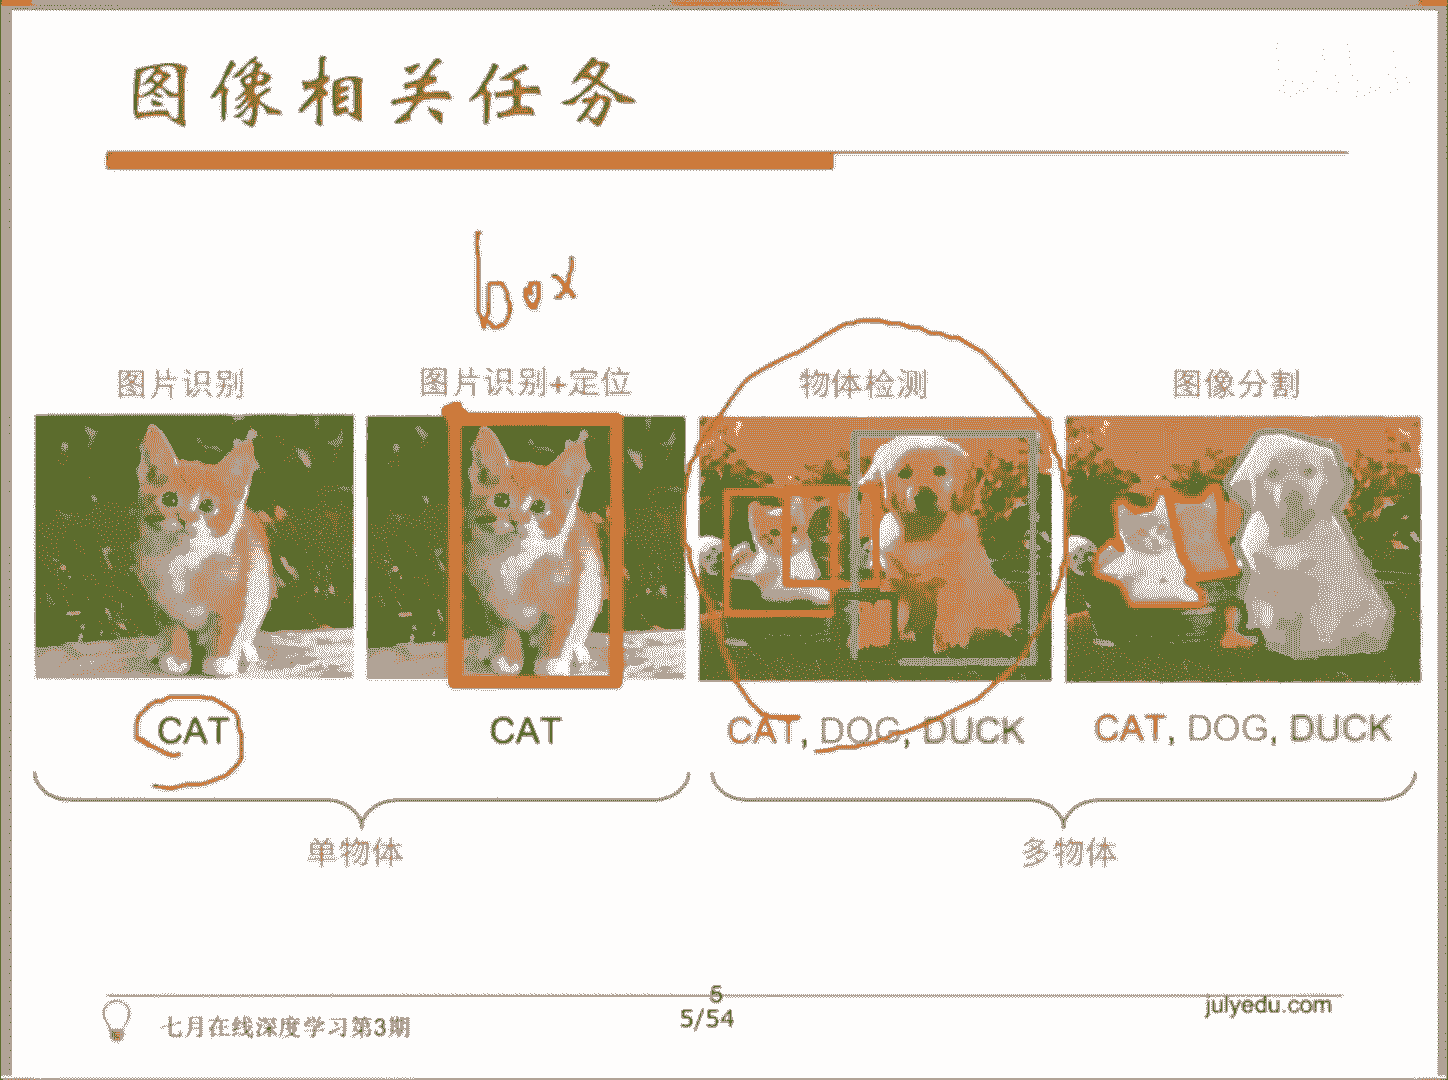 图像相关任务
box
图片识别
图片识别+定位
物体检测
图像分割
CAT
CAT
CAT, DOG, DUCK
CAT, DOG, DUCK
单物体
多物体
七月在线深度学习第3期
5
5/54
julyedu.com